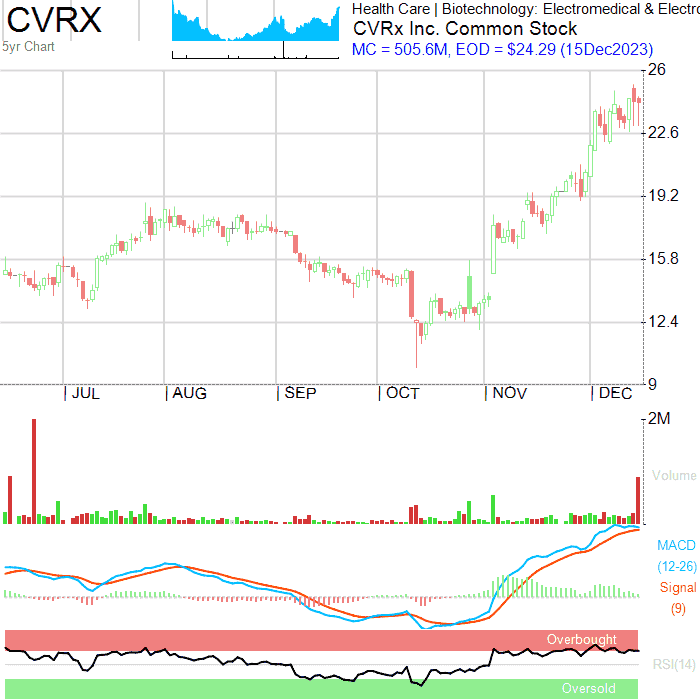 CVRX
5yr Chart
Health Care | Biotechnology: Electromedical & Electro
CVRx Inc. Common Stock
MC = 505.6M, EOD = $24.29 (15Dec2023)
26
22.6
19.2
15.8
12.4
9
| JUL | AUG | SEP | OCT | NOV | DEC
2M
Volume
MACD
(12-26)
Signal
(9)
Overbought
RSI(14)
Oversold